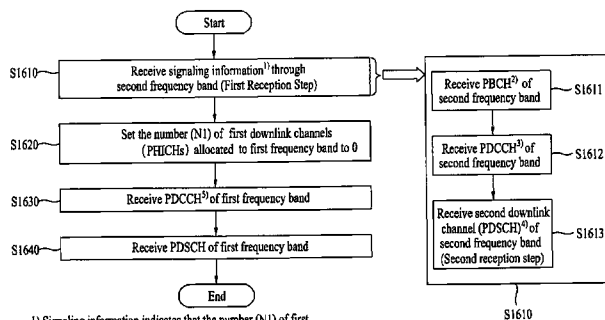 Start
S1610
Receive signaling information1) through
second frequency band (First Reception Step)
S1620
Set the number (N1) of first downlink channels
(PHICHs) allocated to first frequency band to 0
S1630
Receive PDCCH5) of first frequency band
S1640
Receive PDSCH of first frequency band
End
Receive PBCH2) of
second frequency band
S1611
Receive PDCCH3) of
second frequency band
S1612
Receive second downlink
channel (PDSCH)4) of
second frequency band
(Second reception step)
S1613
S1610
1) Signaling information indicates that the number (N1) of first